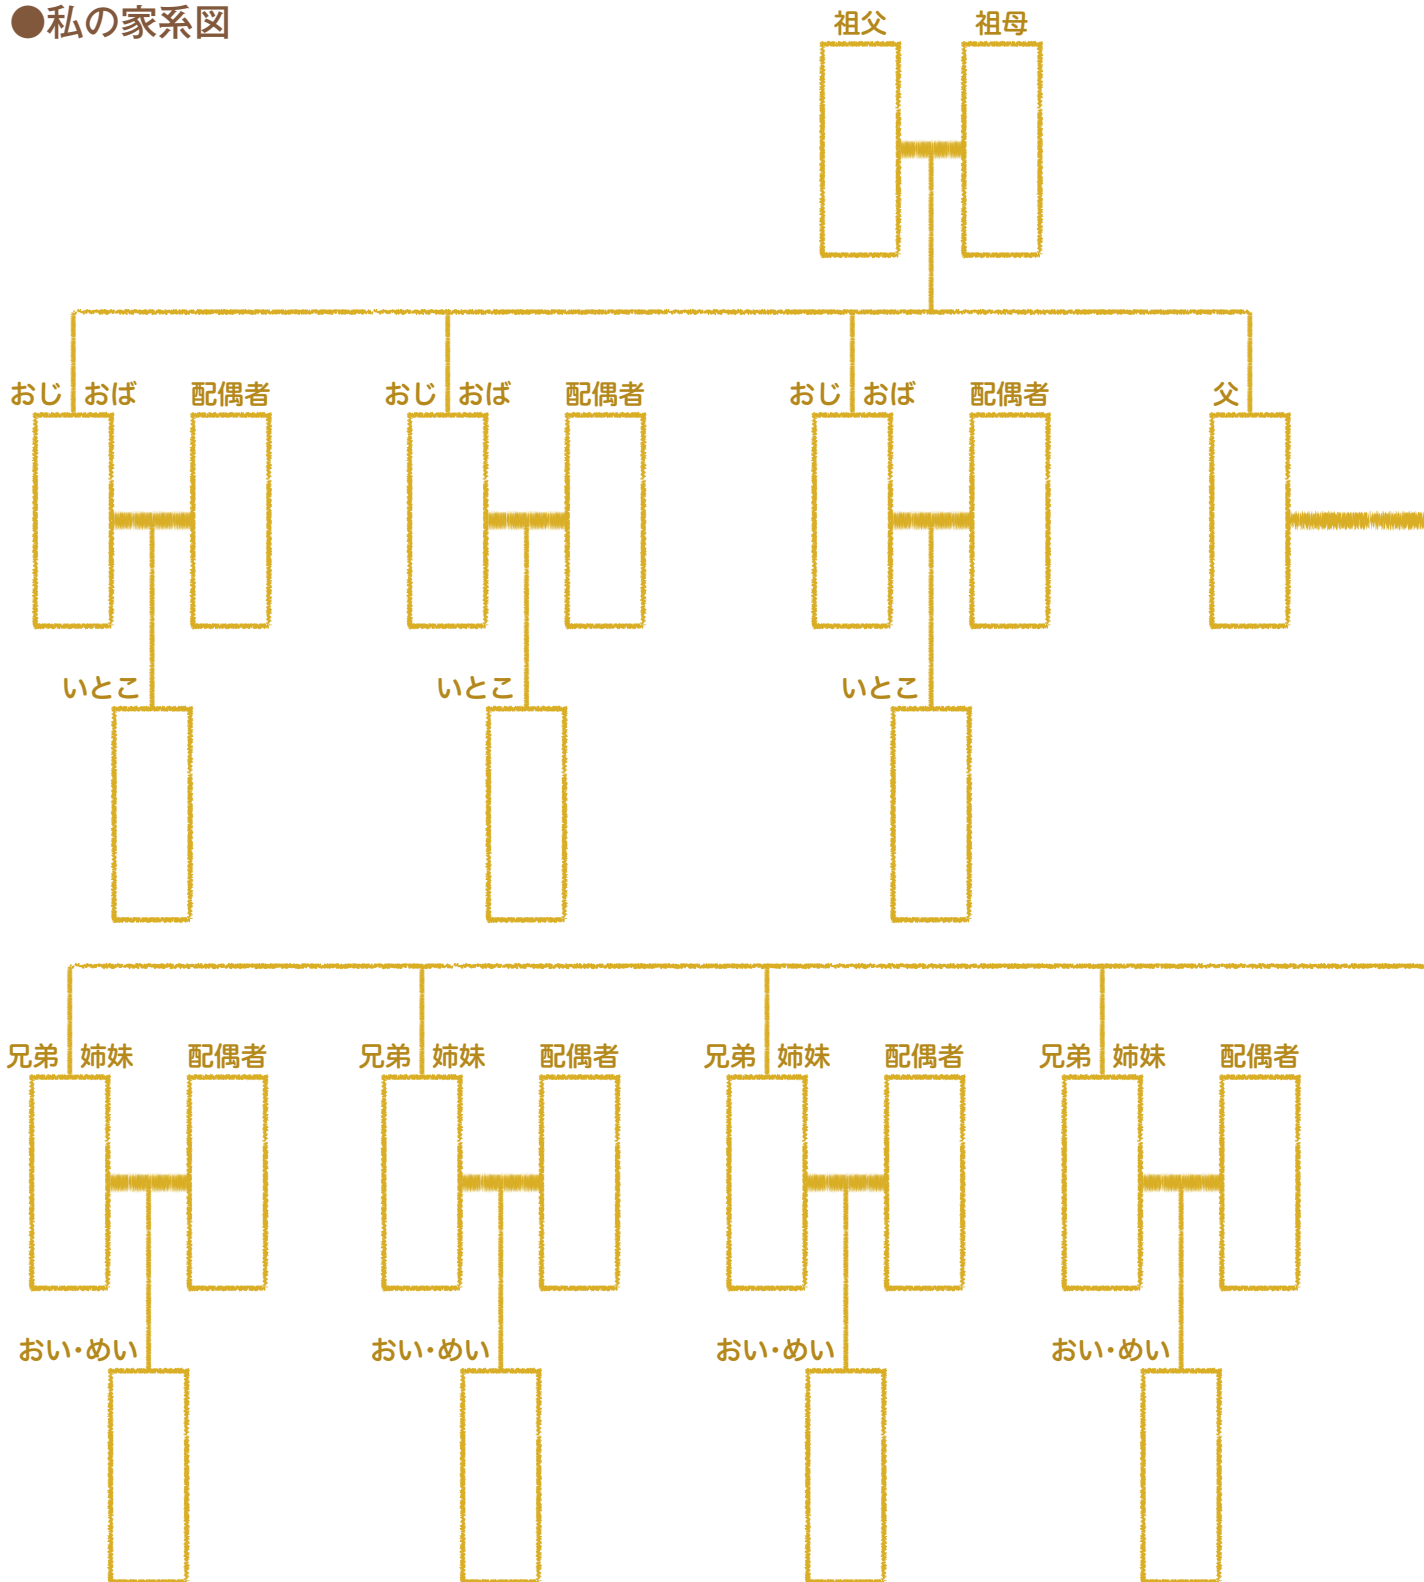 ●私の家系図
祖父 祖母
おじ おば 配偶者 おじ おば 配偶者 おじ おば 配偶者 父
いとこ いとこ いとこ
兄弟 姉妹 配偶者 兄弟 姉妹 配偶者 兄弟 姉妹 配偶者 兄弟 姉妹 配偶者
おい・めい おい・めい おい・めい おい・めい